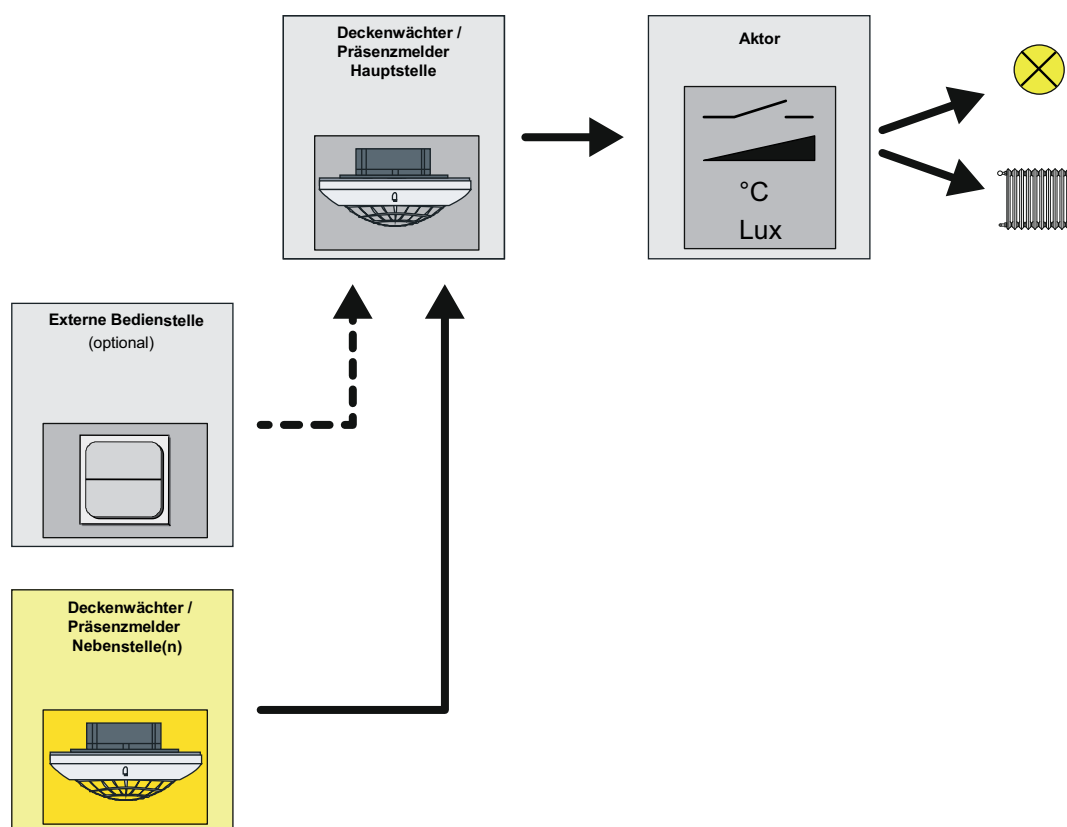 Deckenwächter /
Präsenzmelder
Hauptstelle
Aktor
°C
Lux
Externe Bedienstelle
(optional)
Deckenwächter /
Präsenzmelder
Nebenstelle(n)